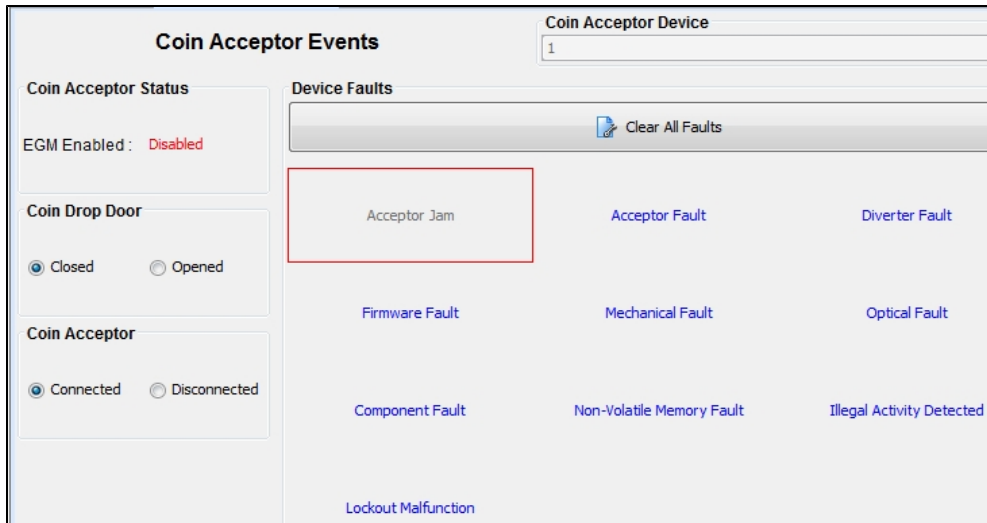 Coin Acceptor Events
Coin Acceptor Device
1
Coin Acceptor Status
EGM Enabled : Disabled
Coin Drop Door
Closed Opened
Coin Acceptor
Connected Disconnected
Device Faults
Clear All Faults
Acceptor Jam Acceptor Fault Diverter Fault
Firmware Fault Mechanical Fault Optical Fault
Component Fault Non-Volatile Memory Fault Illegal Activity Detected
Lockout Malfunction